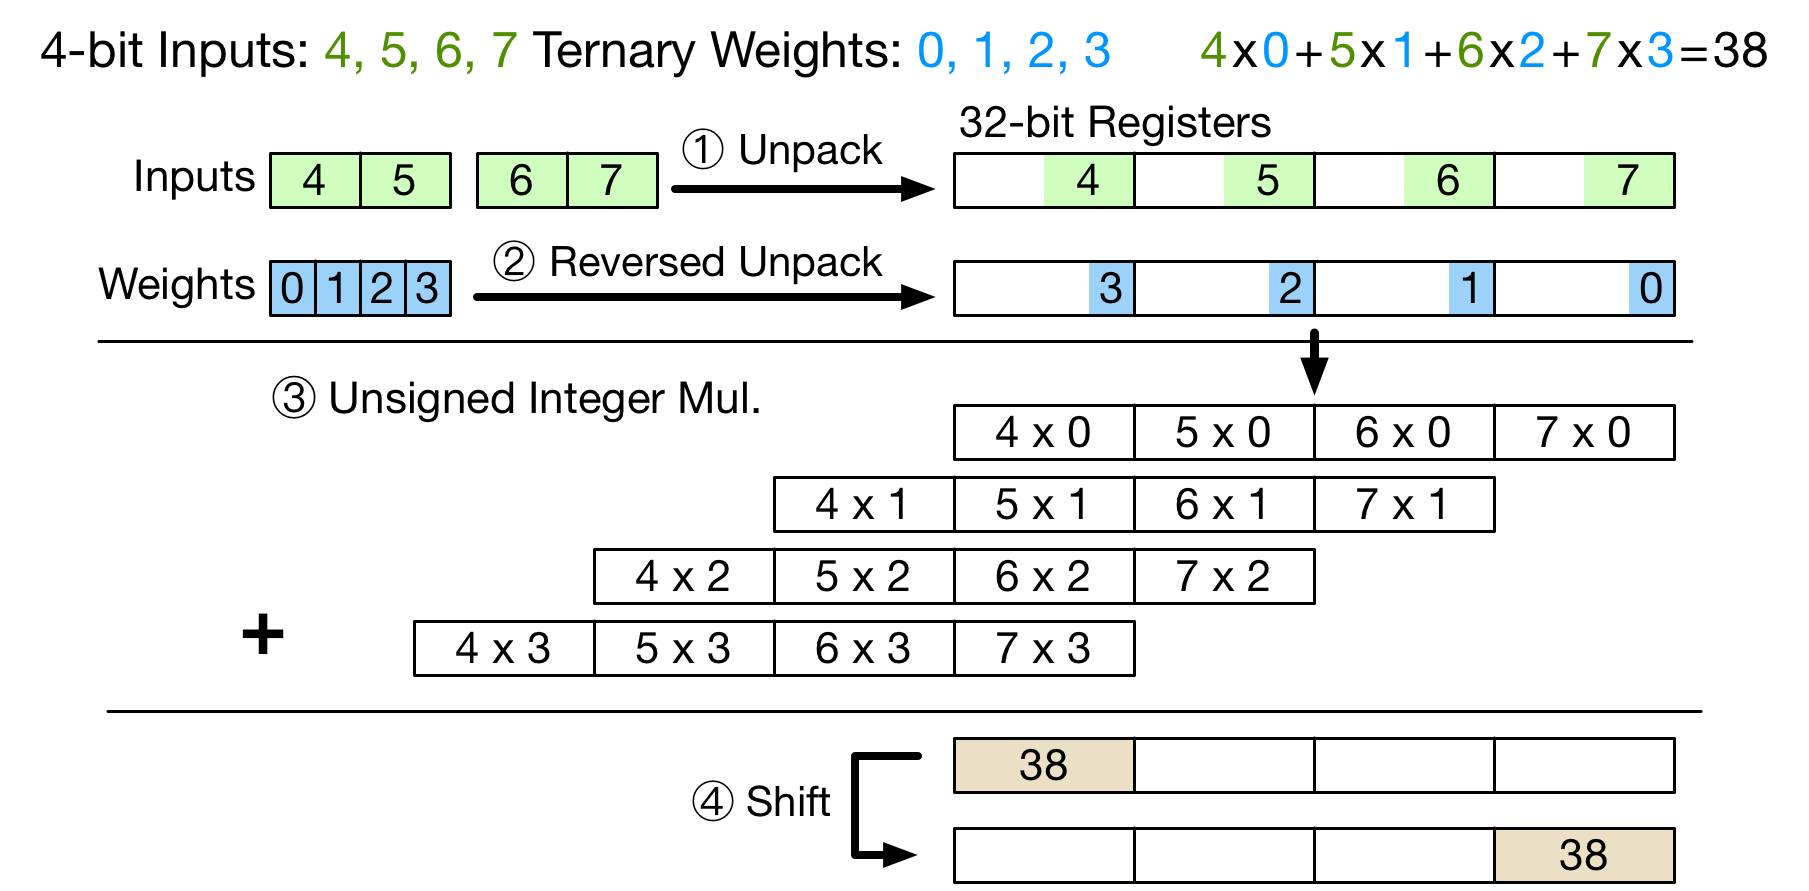 4-bit Inputs: 4, 5, 6, 7 Ternary Weights: 0, 1, 2, 3 4x0+5x1+6x2+7x3=38
32-bit Registers
① Unpack
Inputs 4 5 6 7 4 5 6 7
② Reversed Unpack
Weights 0 1 2 3 3 2 1 0
③ Unsigned Integer Mul.
4 x 0 5 x 0 6 x 0 7 x 0
4 x 1 5 x 1 6 x 1 7 x 1
4 x 2 5 x 2 6 x 2 7 x 2
+ 4 x 3 5 x 3 6 x 3 7 x 3
38
④ Shift
38